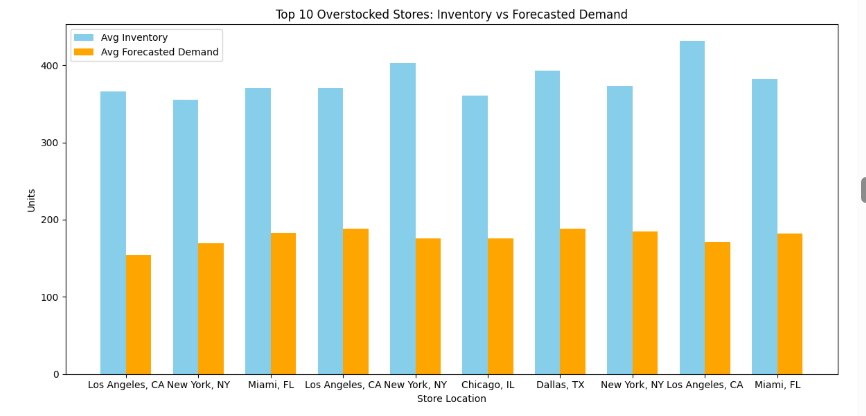 Top 10 Overstocked Stores: Inventory vs Forecasted Demand
Avg Inventory
Avg Forecasted Demand
400
300
200
100
0
Units
Los Angeles, CA New York, NY Miami, FL Los Angeles, CA New York, NY Chicago, IL Dallas, TX New York, NY Los Angeles, CA Miami, FL
Store Location